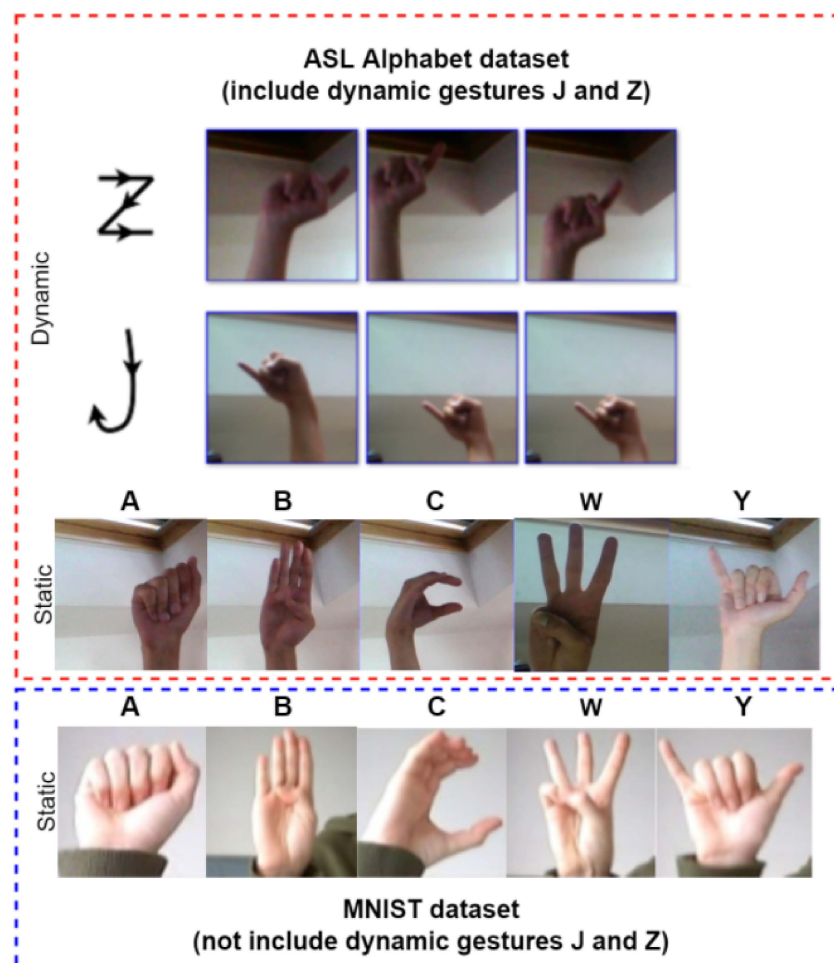 ASL Alphabet dataset
(include dynamic gestures J and Z)
Dynamic
A B C W Y
Static
A B C W Y
Static
MNIST dataset
(not include dynamic gestures J and Z)